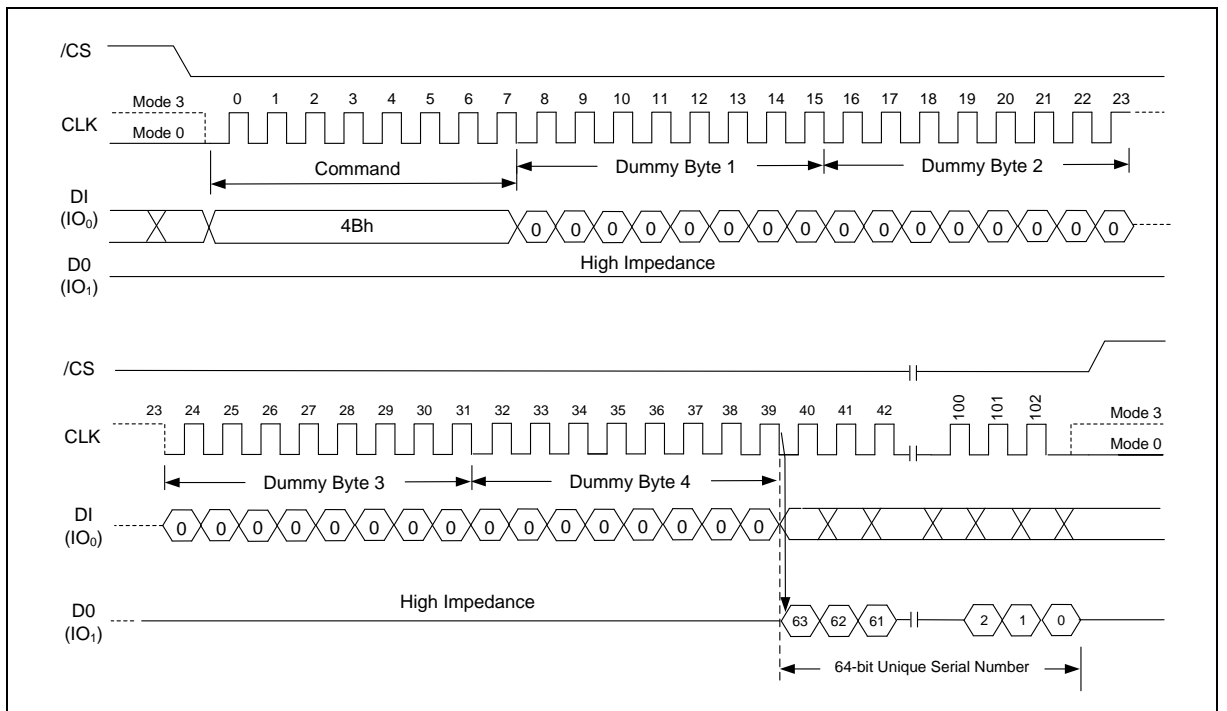 /CS
Mode 3 0 1 2 3 4 5 6 7 8 9 10 11 12 13 14 15 16 17 18 19 20 21 22 23
CLK
Mode 0
Command Dummy Byte 1 Dummy Byte 2
DI
(IO₀)
4Bh 0 0 0 0 0 0 0 0 0 0 0 0 0 0 0 0
D0
(IO₁)
High Impedance
/CS
23 24 25 26 27 28 29 30 31 32 33 34 35 36 37 38 39 40 41 42 100 101 102 Mode 3
CLK
Mode 0
Dummy Byte 3 Dummy Byte 4
DI
(IO₀)
0 0 0 0 0 0 0 0 0 0 0 0 0 0 0 0
D0
(IO₁)
High Impedance
63 62 61 2 1 0
64-bit Unique Serial Number